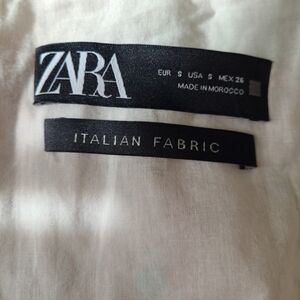 ZARA
EUR S USA S MEX 26
MADE IN MOROCCO
ITALIAN FABRIC